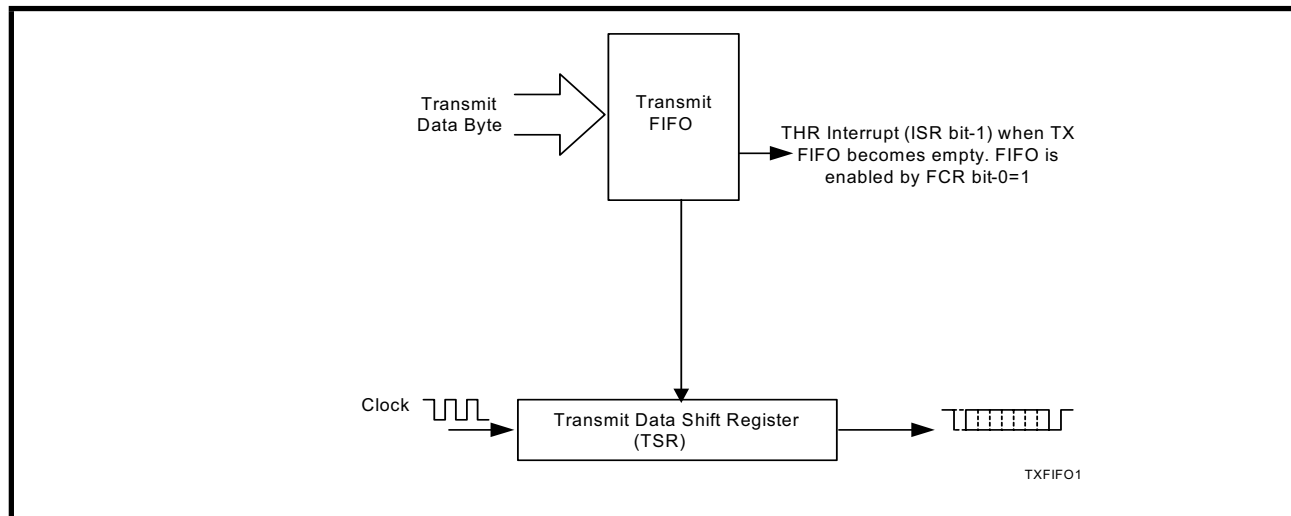 Transmit
Data Byte
Transmit
FIFO
THR Interrupt (ISR bit-1) when TX
FIFO becomes empty. FIFO is
enabled by FCR bit-0=1
Clock
Transmit Data Shift Register
(TSR)
TXFIFO1